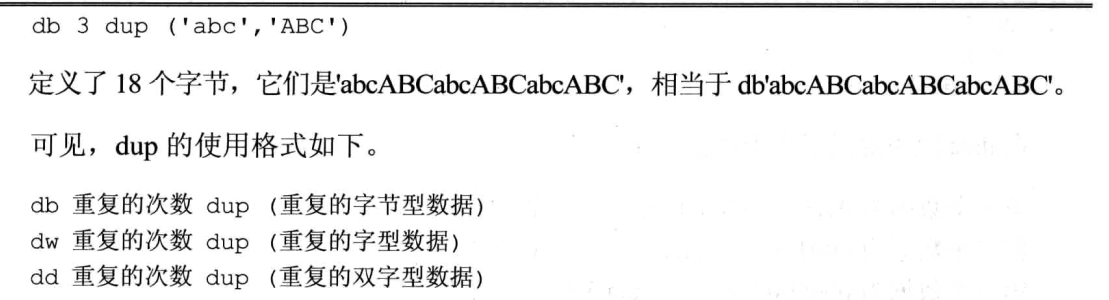 db 3 dup ('abc','ABC')
定义了 18 个字节，它们是'abcABCabcABCabcABC'，相当于 db'abcABCabcABCabcABC'。
可见，dup 的使用格式如下。
db 重复的次数 dup (重复的字节型数据)
dw 重复的次数 dup (重复的字型数据)
dd 重复的次数 dup (重复的双字型数据)